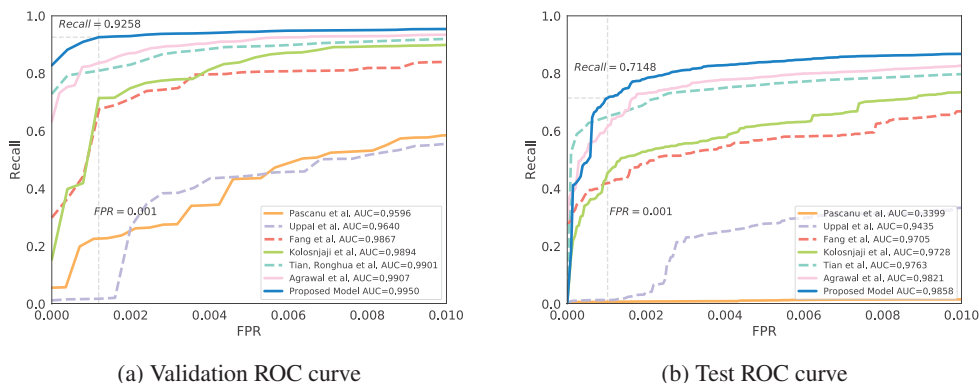 1.0
0.8
0.6
0.4
0.2
0.0
Recall
Recall = 0.9258
FPR = 0.001
Pascanu et al, AUC=0.9596
Uppal et al, AUC=0.9640
Fang et al, AUC=0.9867
Kolosnjaji et al, AUC=0.9894
Tian, Ronghua et al, AUC=0.9901
Agrawal et al, AUC=0.9907
Proposed Model AUC=0.9950
0.000 0.002 0.004 0.006 0.008 0.010
FPR
(a) Validation ROC curve
1.0
0.8
0.6
0.4
0.2
0.0
Recall
Recall = 0.7148
FPR = 0.001
Pascanu et al, AUC=0.3399
Uppal et al, AUC=0.9435
Fang et al, AUC=0.9705
Kolosnjaji et al, AUC=0.9728
Tian et al, AUC=0.9763
Agrawal et al, AUC=0.9821
Proposed Model AUC=0.9858
0.000 0.002 0.004 0.006 0.008 0.010
FPR
(b) Test ROC curve